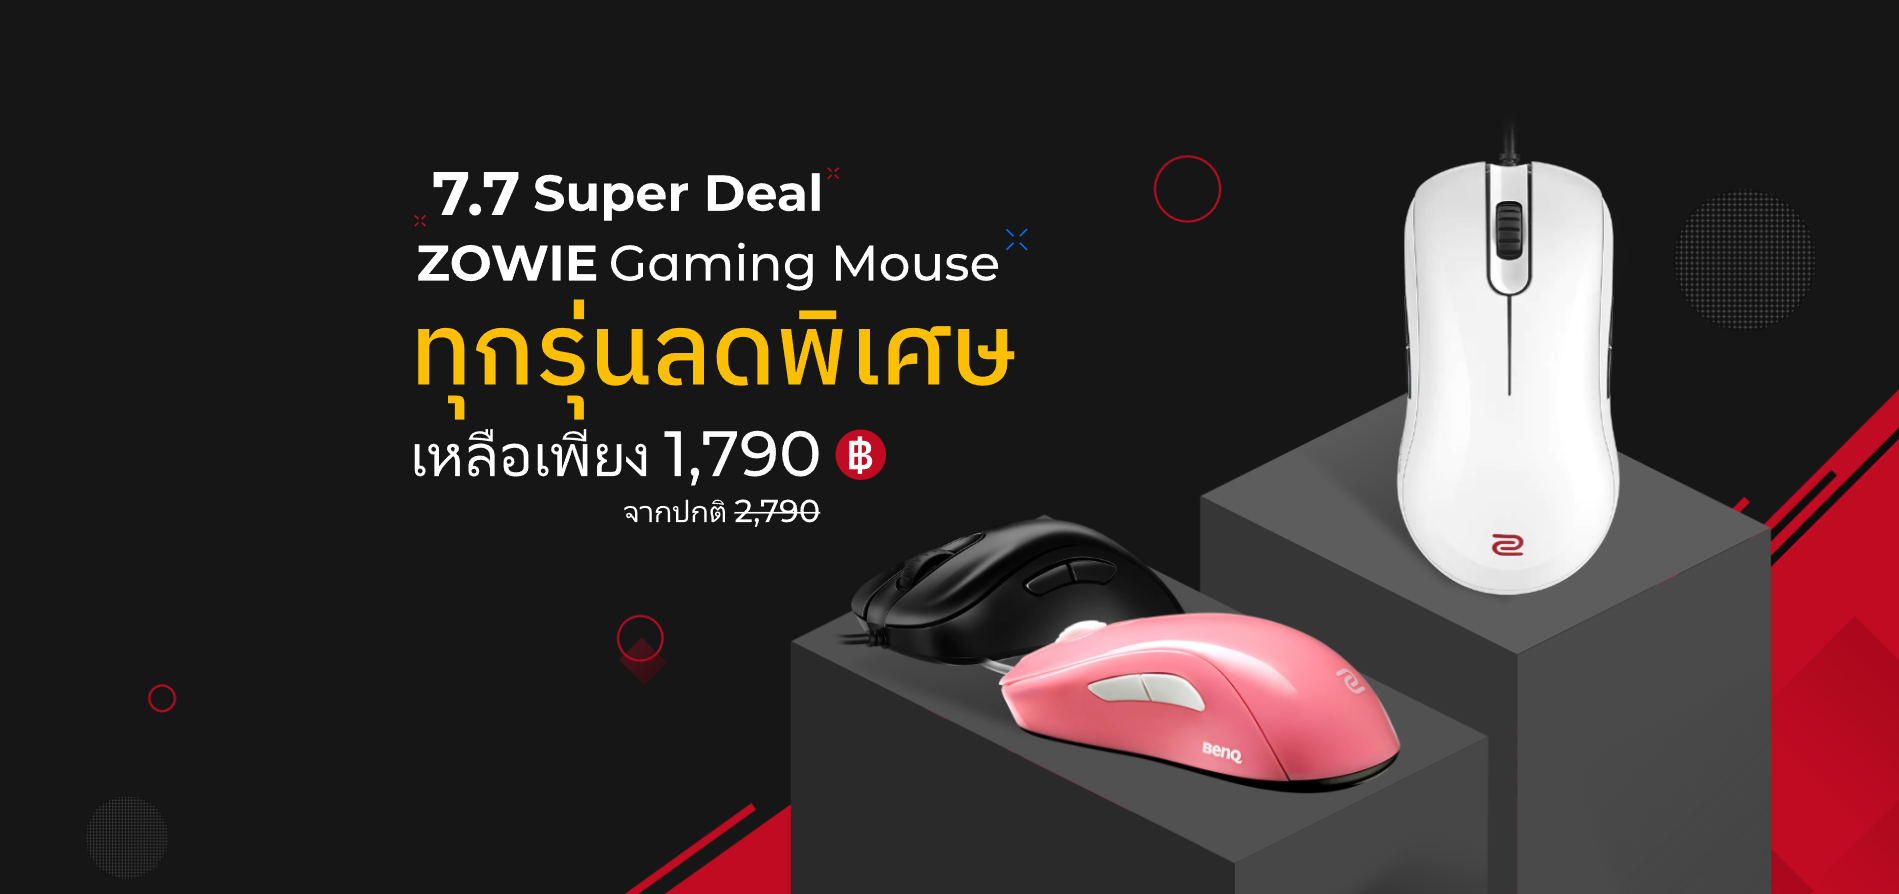 7.7 Super Deal
ZOWIE Gaming Mouse
ทุกรุ่นลดพิเศษ
เหลือเพียง 1,790 ฿
จากปกติ 2,790
BenQ